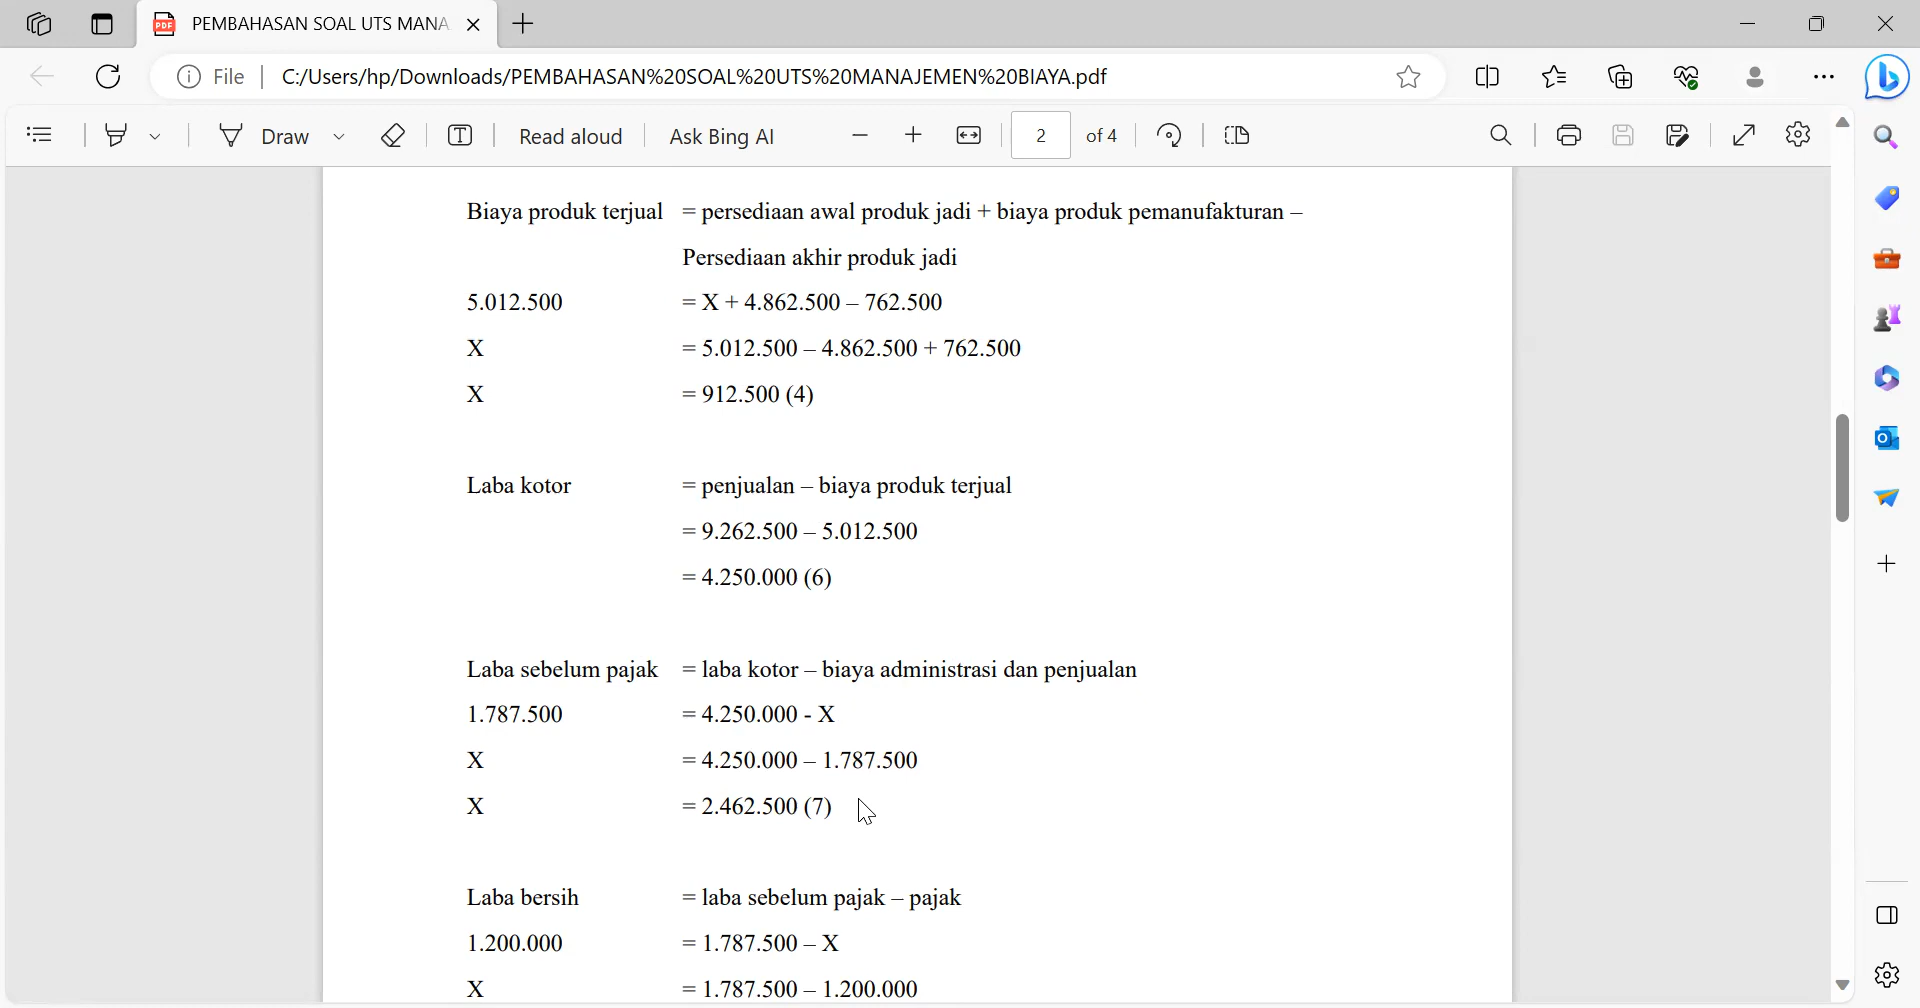 PEMBAHASAN SOAL UTS MANA
File C:/Users/hp/Downloads/PEMBAHASAN%20SOAL%20UTS%20MANAJEMEN%20BIAYA.pdf
Draw Read aloud Ask Bing AI 2 of 4
Biaya produk terjual = persediaan awal produk jadi + biaya produk pemanufakturan –
Persediaan akhir produk jadi
5.012.500 = X + 4.862.500 – 762.500
X = 5.012.500 – 4.862.500 + 762.500
X = 912.500 (4)
Laba kotor = penjualan – biaya produk terjual
= 9.262.500 – 5.012.500
= 4.250.000 (6)
Laba sebelum pajak = laba kotor – biaya administrasi dan penjualan
1.787.500 = 4.250.000 - X
X = 4.250.000 – 1.787.500
X = 2.462.500 (7)
Laba bersih = laba sebelum pajak – pajak
1.200.000 = 1.787.500 – X
X = 1.787.500 – 1.200.000